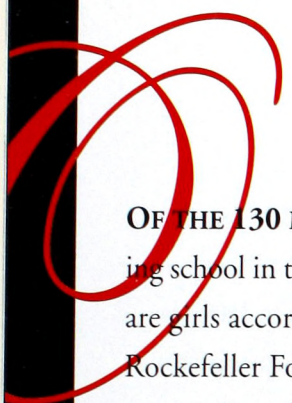 OF THE 130
ing school in t
are girls accor
Rockefeller Fo